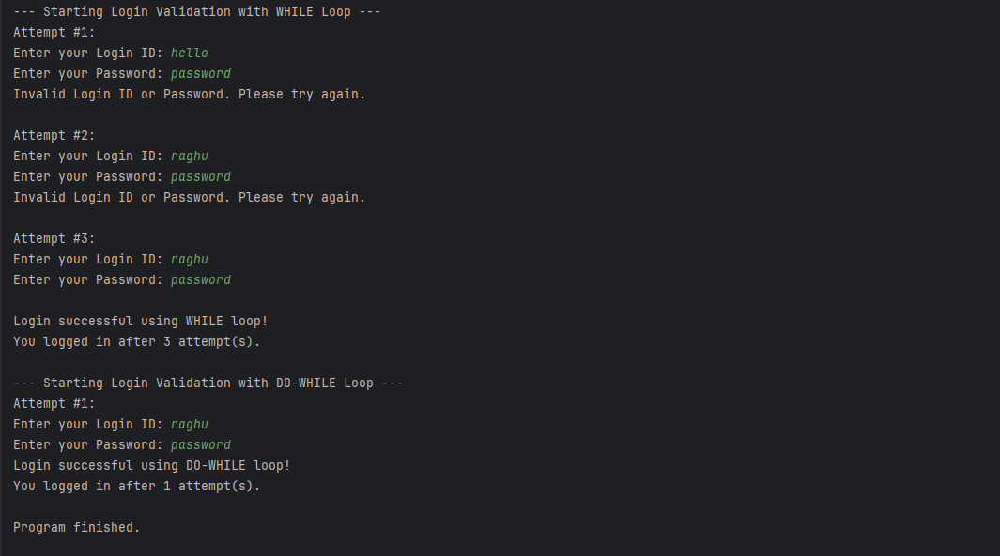 --- Starting Login Validation with WHILE Loop ---
Attempt #1:
Enter your Login ID: hello
Enter your Password: password
Invalid Login ID or Password. Please try again.
Attempt #2:
Enter your Login ID: raghu
Enter your Password: password
Invalid Login ID or Password. Please try again.
Attempt #3:
Enter your Login ID: raghu
Enter your Password: password
Login successful using WHILE loop!
You logged in after 3 attempt(s).
--- Starting Login Validation with DO-WHILE Loop ---
Attempt #1:
Enter your Login ID: raghu
Enter your Password: password
Login successful using DO-WHILE loop!
You logged in after 1 attempt(s).
Program finished.